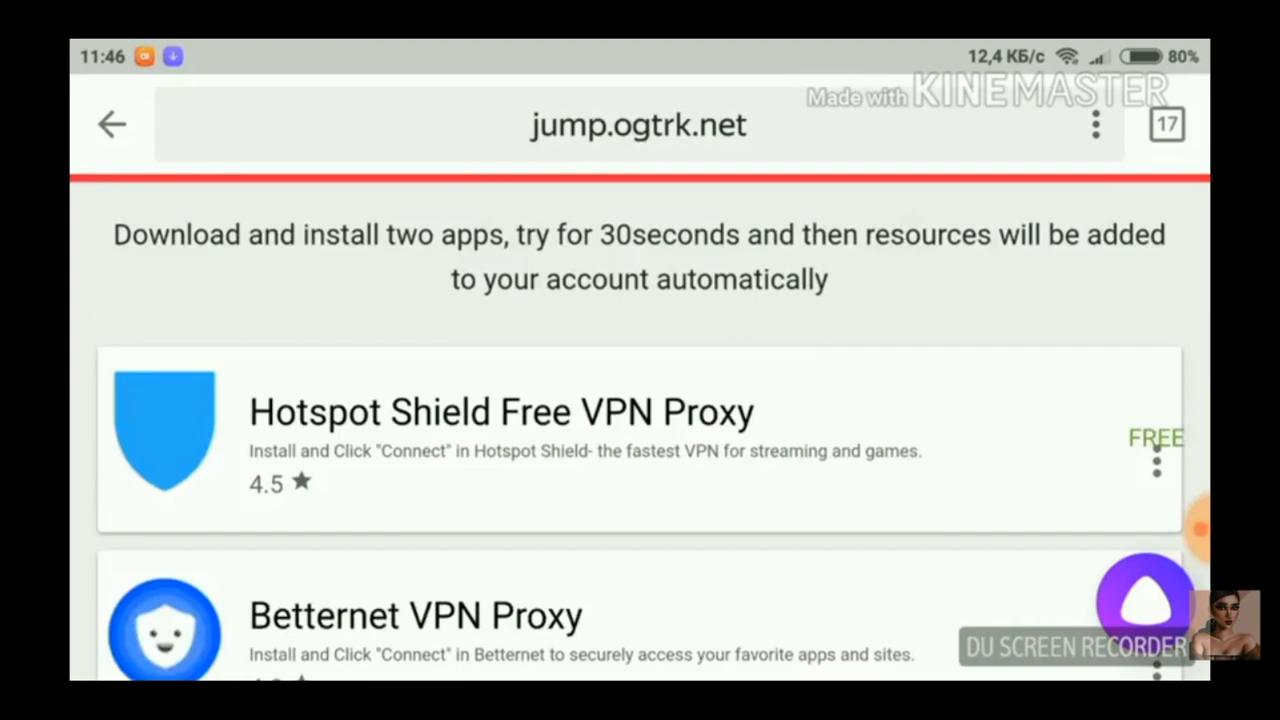 11:46
12,4 КБ/с
80%
Made with KINEMASTER
jump.ogtrk.net
17
Download and install two apps, try for 30seconds and then resources will be added
to your account automatically
Hotspot Shield Free VPN Proxy
Install and Click "Connect" in Hotspot Shield- the fastest VPN for streaming and games.
4.5
FREE
Betternet VPN Proxy
Install and Click "Connect" in Betternet to securely access your favorite apps and sites.
DU SCREEN RECORDER